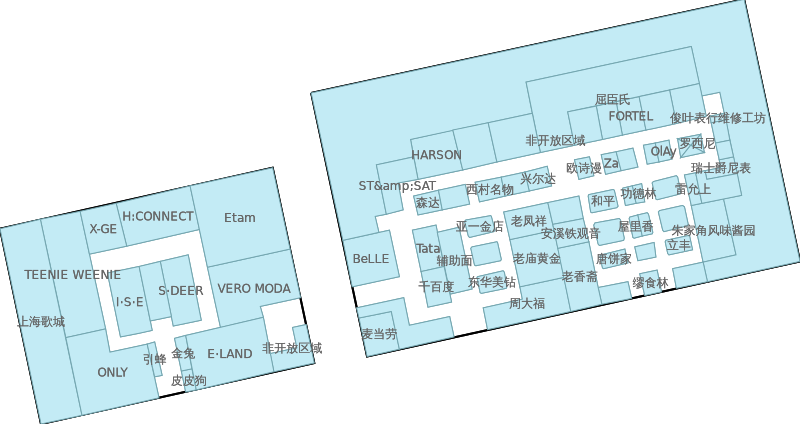 屈臣氏
FORTEL
俊叶表行维修工坊
非开放区域
罗西尼
OlAy
HARSON
Za
欧诗漫
瑞士爵尼表
兴尔达
ST&amp;SAT
西村名物
雷允上
功德林
和平
森达
H:CONNECT
Etam
X-GE
老凤祥
亚一金店
屋里香
朱家角风味酱园
安溪铁观音
立丰
Tata
BeLLE
老庙黄金
唐饼家
辅助面
TEENIE WEENIE
老香斋
东华美钻
缪食林
千百度
VERO MODA
S·DEER
I·S·E
周大福
上海歌城
麦当劳
非开放区域
E·LAND
金兔
引蜂
ONLY
皮皮狗